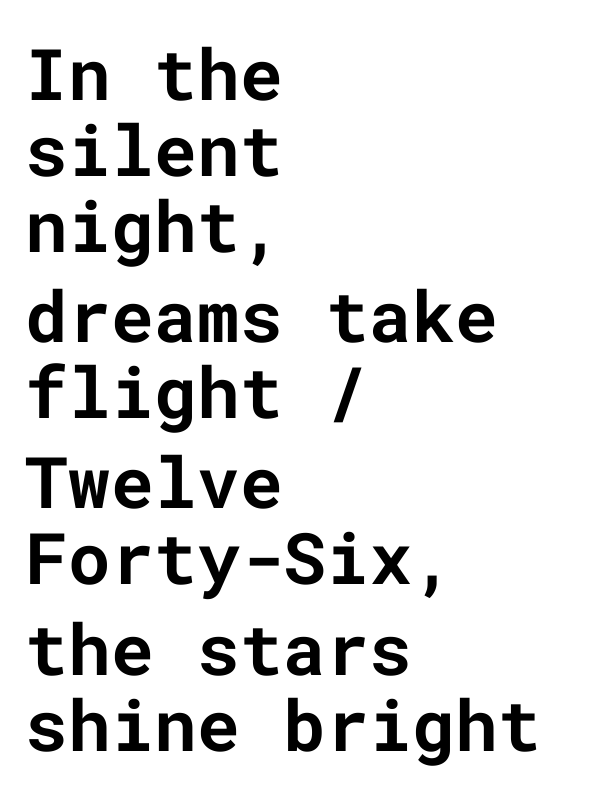 In the
silent
night,
dreams take
flight /
Twelve
Forty-Six,
the stars
shine bright